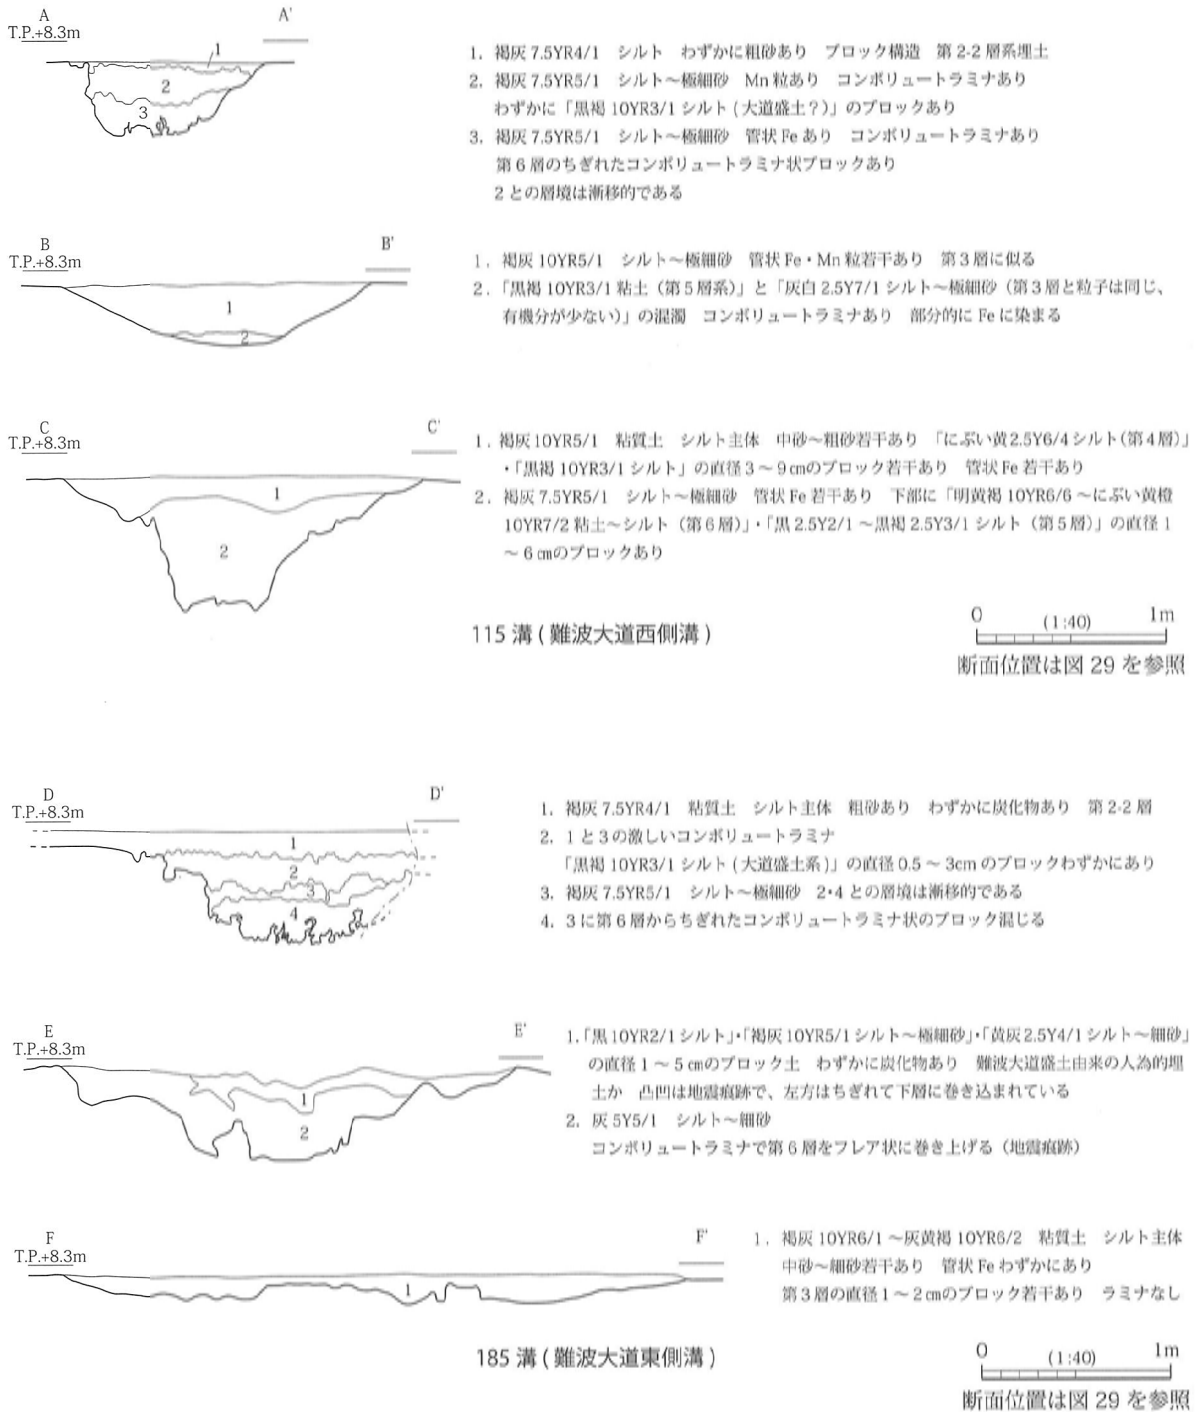 A
A'
T.P.+8.3m
1
2
3
1. 褐灰 7.5YR4/1 シルト わずかに粗砂あり ブロック構造 第 2-2 層系埋土
2. 褐灰 7.5YR5/1 シルト～極細砂 Mn 粒あり コンボリュートラミナあり
わずかに「黒褐 10YR3/1 シルト ( 大道盛土？)」のブロックあり
3. 褐灰 7.5YR5/1 シルト～極細砂 管状 Fe あり コンボリュートラミナあり
第 6 層のちぎれたコンボリュートラミナ状ブロックあり
2 との層境は漸移的である
B
B'
T.P.+8.3m
1
2
1. 褐灰 10YR5/1 シルト～極細砂 管状 Fe・Mn 粒若干あり 第 3 層に似る
2. 「黒褐 10YR3/1 粘土（第 5 層系）」と「灰白 2.5Y7/1 シルト～極細砂（第 3 層と粒子は同じ、
有機分が少ない）」の混濁 コンボリュートラミナあり 部分的に Fe に染まる
C
C'
T.P.+8.3m
1
2
1. 褐灰 10YR5/1 粘質土 シルト主体 中砂～粗砂若干あり 「にぶい黄 2.5Y6/4 シルト（第 4 層）」
・「黒褐 10YR3/1 シルト」の直径 3 ～ 9 ㎝のブロック若干あり 管状 Fe 若干あり
2. 褐灰 7.5YR5/1 シルト～極細砂 管状 Fe 若干あり 下部に「明黄褐 10YR6/6 ～にぶい黄橙
10YR7/2 粘土～シルト（第 6 層）」・「黒 2.5Y2/1 ～黒褐 2.5Y3/1 シルト（第 5 層）」の直径 1
～ 6 ㎝のブロックあり
115 溝 ( 難波大道西側溝 )
0 (1:40) 1m
断面位置は図 29 を参照
D
D'
T.P.+8.3m
1
2
3
4
1. 褐灰 7.5YR4/1 粘質土 シルト主体 粗砂あり わずかに炭化物あり 第 2-2 層
2. 1 と 3 の激しいコンボリュートラミナ
「黒褐 10YR3/1 シルト ( 大道盛土系 )」の直径 0.5 ～ 3cm のブロックわずかにあり
3. 褐灰 7.5YR5/1 シルト～極細砂 2・4 との層境は漸移的である
4. 3 に第 6 層からちぎれたコンボリュートラミナ状のブロック混じる
E
E'
T.P.+8.3m
1
2
1.「黒 10YR2/1 シルト」・「褐灰 10YR5/1 シルト～極細砂」・「黄灰 2.5Y4/1 シルト～細砂」
の直径 1 ～ 5 ㎝のブロック土 わずかに炭化物あり 難波大道盛土由来の人為的埋
土か 凸凹は地震痕跡で、左方はちぎれて下層に巻き込まれている
2. 灰 5Y5/1 シルト～細砂
コンボリュートラミナで第 6 層をフレア状に巻き上げる（地震痕跡）
F
F'
T.P.+8.3m
1
1. 褐灰 10YR6/1 ～灰黄褐 10YR6/2 粘質土 シルト主体
中砂～細砂若干あり 管状 Fe わずかにあり
第 3 層の直径 1 ～ 2 ㎝のブロック若干あり ラミナなし
185 溝 ( 難波大道東側溝 )
0 (1:40) 1m
断面位置は図 29 を参照